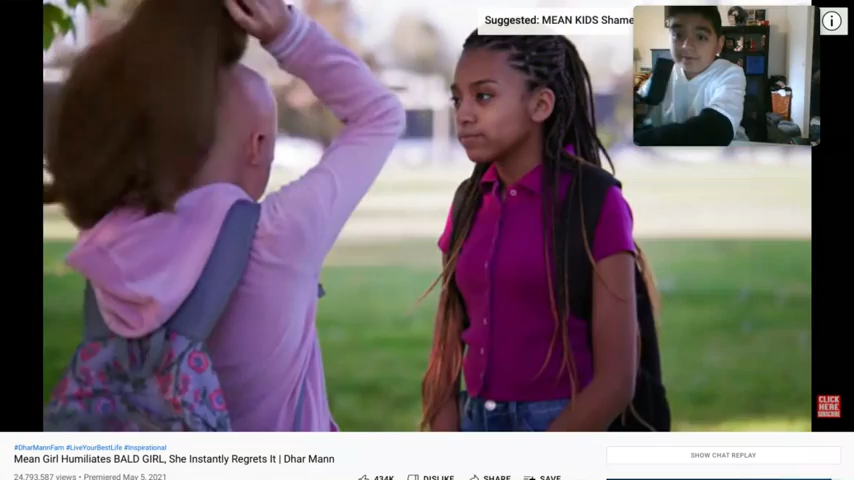 Suggested: MEAN KIDS Shame
CLICK
HERE
SUBSCRIBE
#DharMannFam #LiveYourBestLife #Inspirational
Mean Girl Humiliates BALD GIRL, She Instantly Regrets It | Dhar Mann
SHOW CHAT REPLAY
24,793,587 views • Premiered May 5, 2021
434K
DISLIKE
SHARE
SAVE